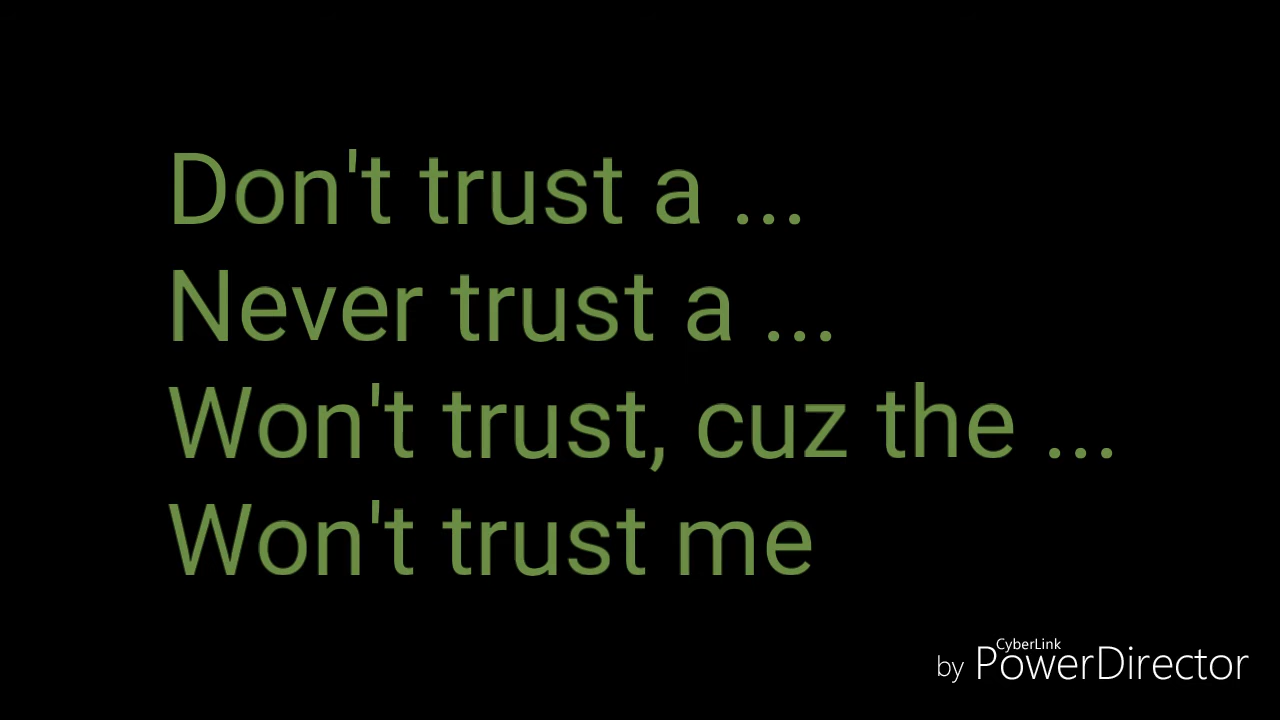 Don't trust a ...
Never trust a ...
Won't trust, cuz the ...
Won't trust me
CyberLink
by PowerDirector